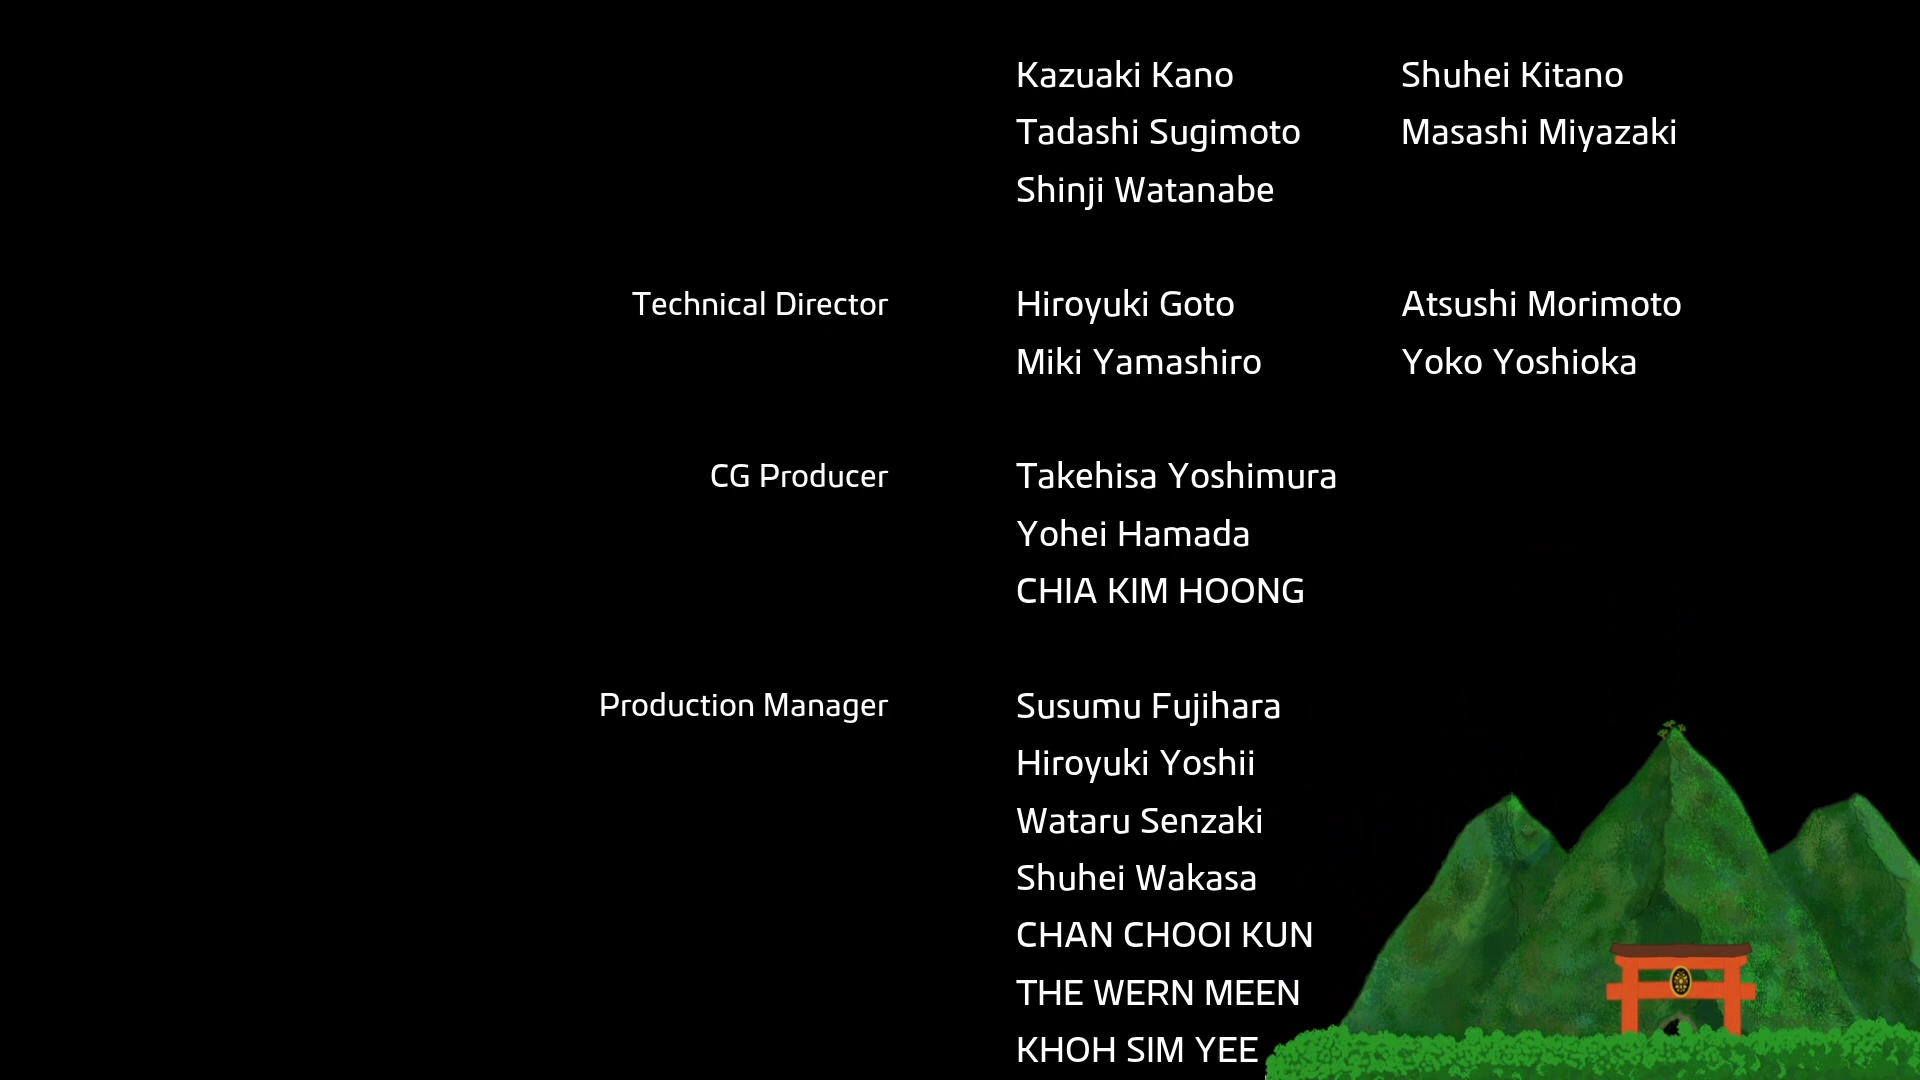 Kazuaki Kano Shuhei Kitano
Tadashi Sugimoto Masashi Miyazaki
Shinji Watanabe
Technical Director Hiroyuki Goto Atsushi Morimoto
Miki Yamashiro Yoko Yoshioka
CG Producer Takehisa Yoshimura
Yohei Hamada
CHIA KIM HOONG
Production Manager Susumu Fujihara
Hiroyuki Yoshii
Wataru Senzaki
Shuhei Wakasa
CHAN CHOOI KUN
THE WERN MEEN
KHOH SIM YEE